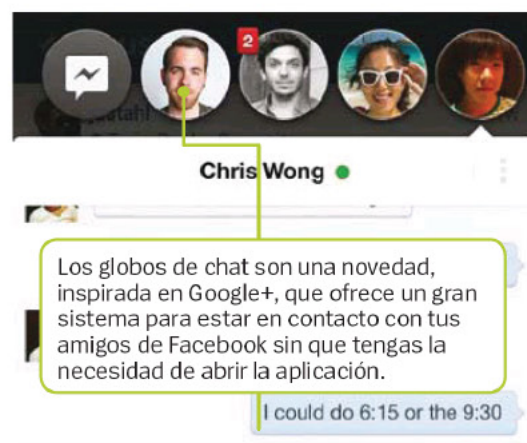 2
Chris Wong
Los globos de chat son una novedad,
inspirada en Google+, que ofrece un gran
sistema para estar en contacto con tus
amigos de Facebook sin que tengas la
necesidad de abrir la aplicación.
I could do 6:15 or the 9:30